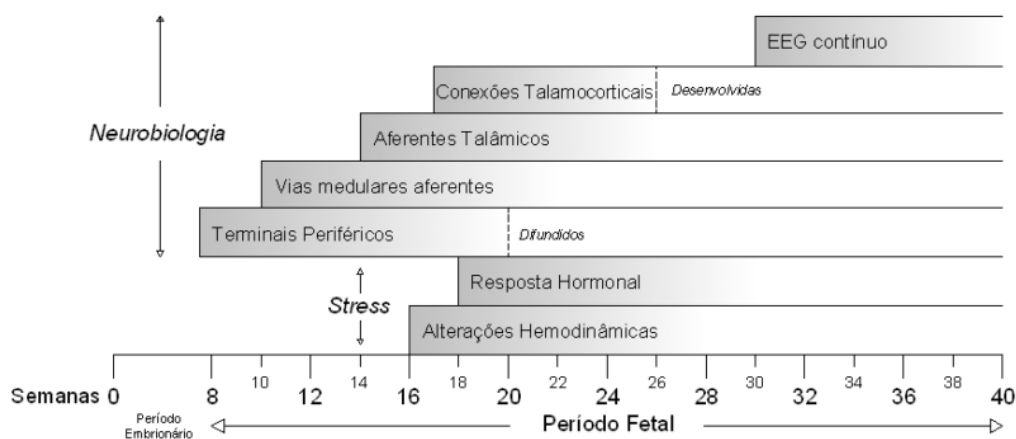 EEG contínuo
Conexões Talamocorticais
Desenvolvidas
Neurobiologia
Aferentes Talâmicos
Vias medulares aferentes
Terminais Periféricos
Difundidos
Resposta Hormonal
Stress
Alterações Hemodinâmicas
Semanas 0 8 10 14 16 18 20 22 24 26 28 30 32 34 36 38 40
Período
Embrionário
Período Fetal